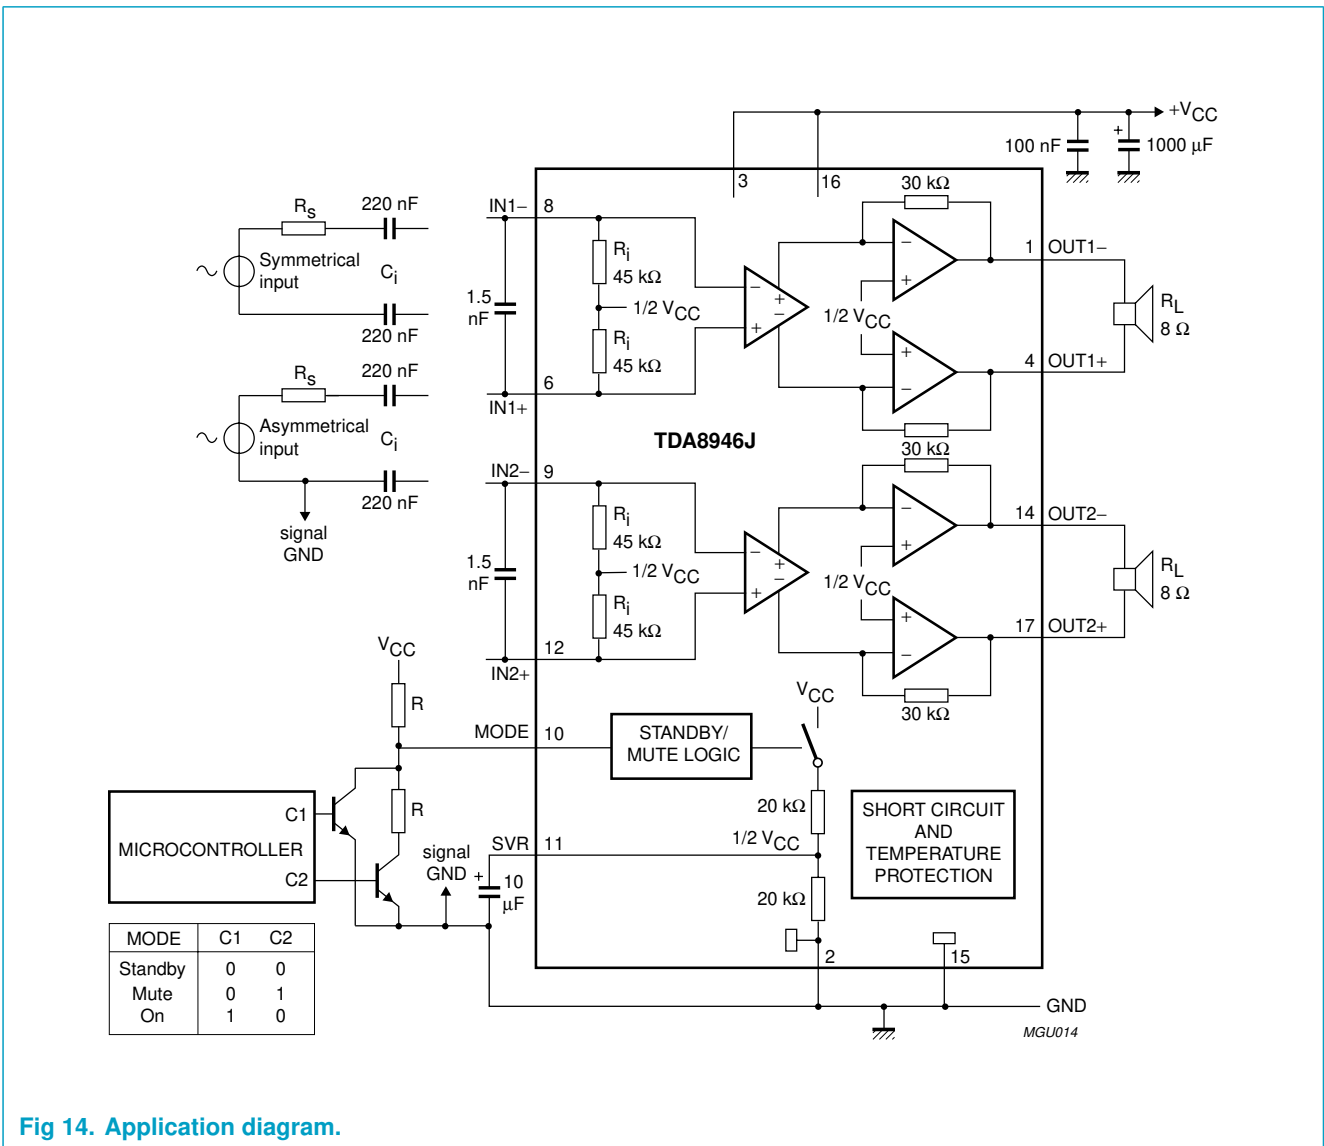 +VCC
100 nF
+
1000 μF
3
16
30 kΩ
Rs
220 nF
IN1−
8
Symmetrical
input
Ci
220 nF
1.5
nF
Ri
45 kΩ
1/2 VCC
Ri
45 kΩ
−
+
+
−
−
+
1/2 VCC
+
−
1
OUT1−
RL
8 Ω
4
OUT1+
Rs
220 nF
6
IN1+
Asymmetrical
input
Ci
220 nF
signal
GND
TDA8946J
30 kΩ
30 kΩ
IN2−
9
1.5
nF
Ri
45 kΩ
1/2 VCC
Ri
45 kΩ
−
+
+
−
−
+
1/2 VCC
+
−
14
OUT2−
RL
8 Ω
17
OUT2+
12
IN2+
30 kΩ
VCC
R
MODE
10
STANDBY/
MUTE LOGIC
VCC
R
MICROCONTROLLER
C1
C2
signal
GND
SVR
11
+
10
μF
20 kΩ
1/2 VCC
20 kΩ
SHORT CIRCUIT
AND
TEMPERATURE
PROTECTION
2
15
GND
MODE C1 C2
Standby 0 0
Mute 0 1
On 1 0
MGU014
Fig 14. Application diagram.